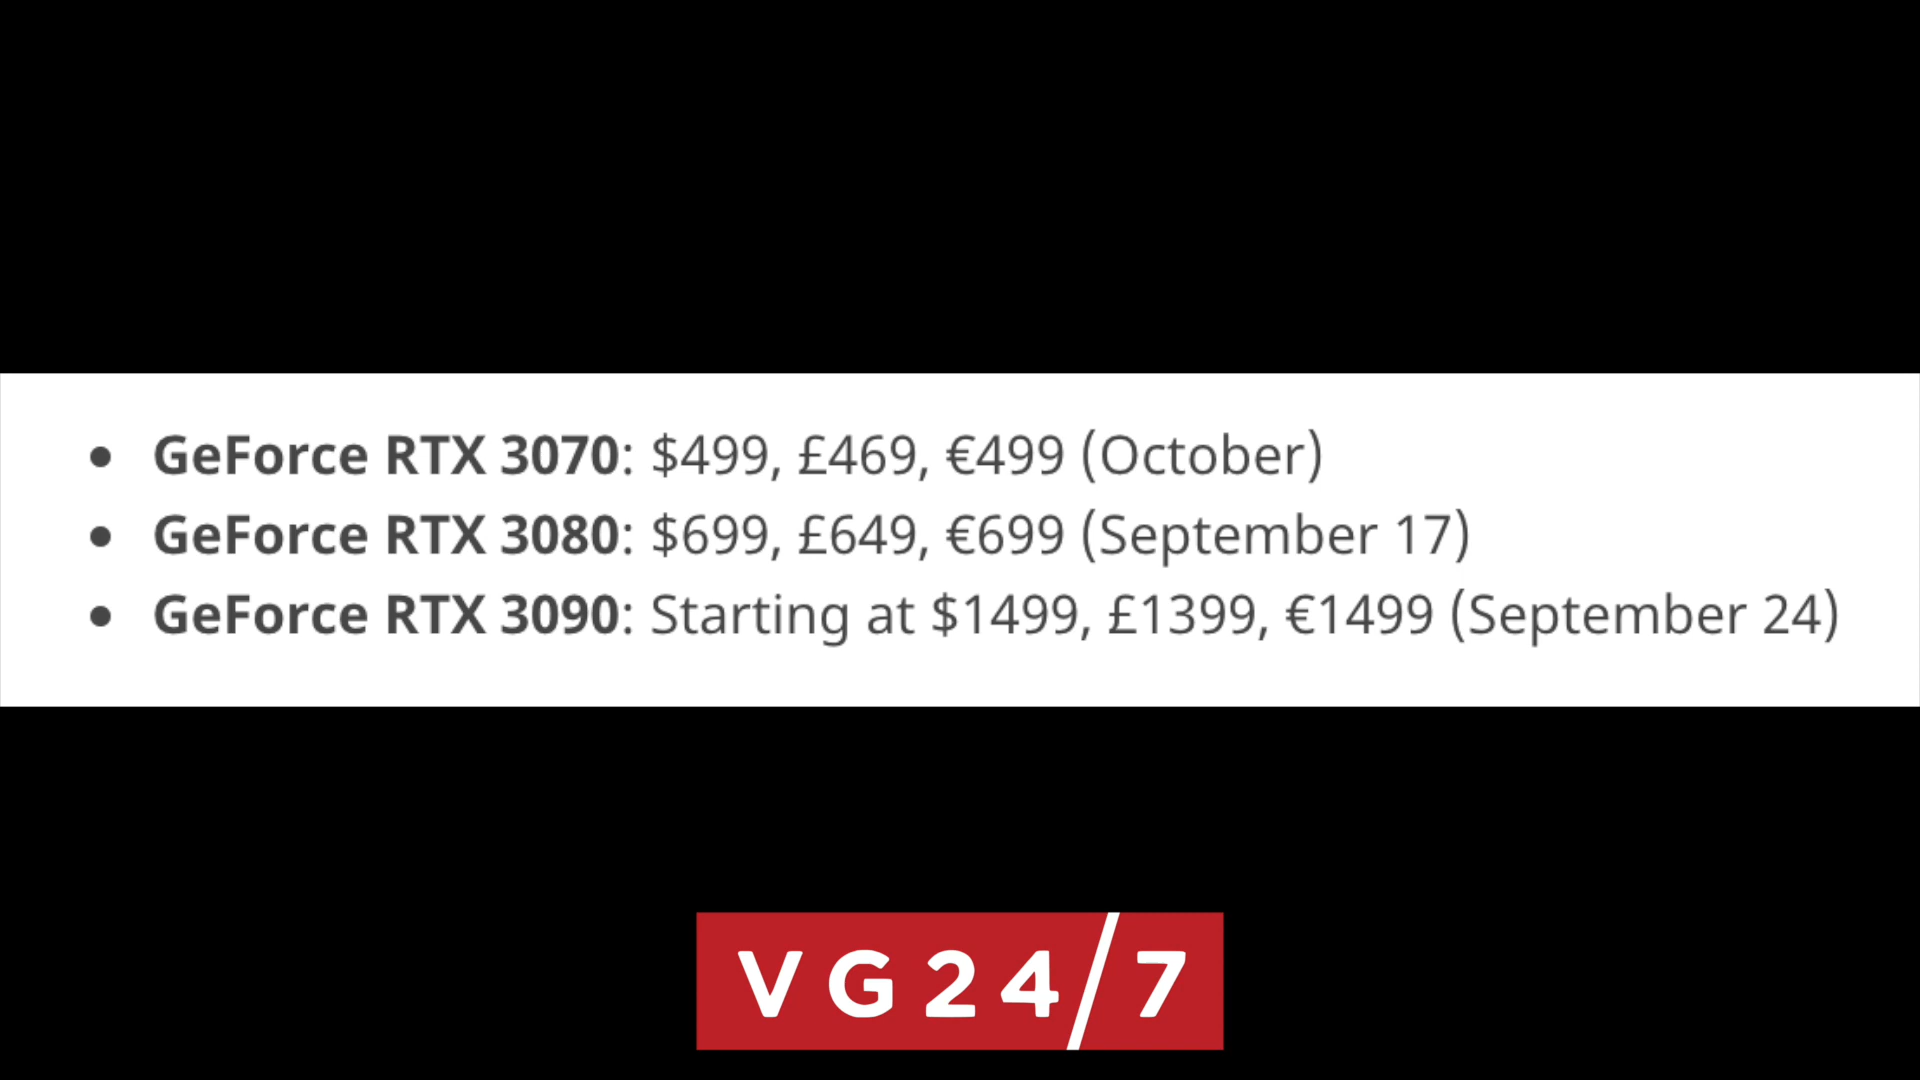 • GeForce RTX 3070: $499, £469, €499 (October)
• GeForce RTX 3080: $699, £649, €699 (September 17)
• GeForce RTX 3090: Starting at $1499, £1399, €1499 (September 24)
VG24/7